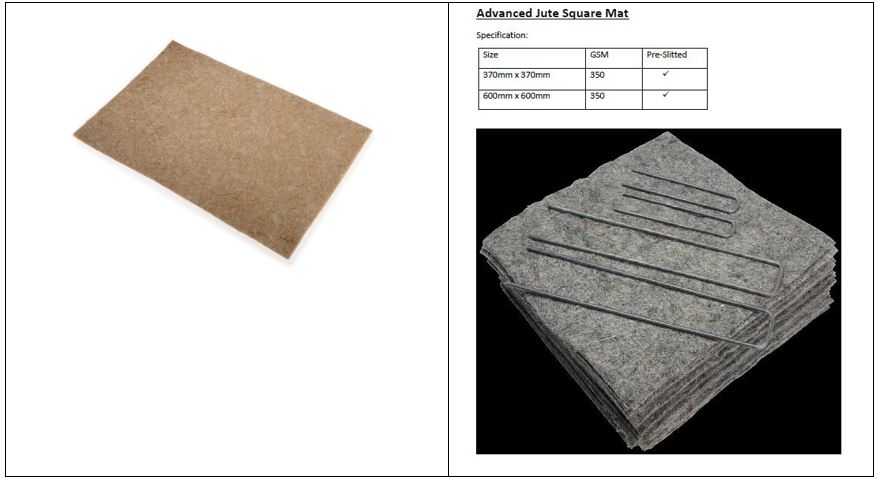 Advanced Jute Square Mat
Specification:
Size GSM Pre-Slitted
370mm x 370mm 350 ✓
600mm x 600mm 350 ✓